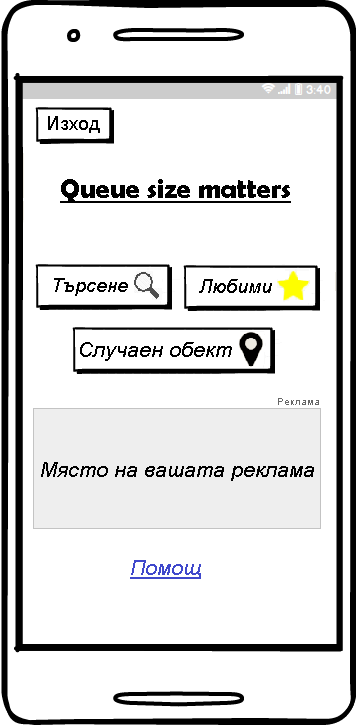 3:40
Изход
Queue size matters
Търсене
Любими
Случаен обект
Реклама
Място на вашата реклама
Помощ